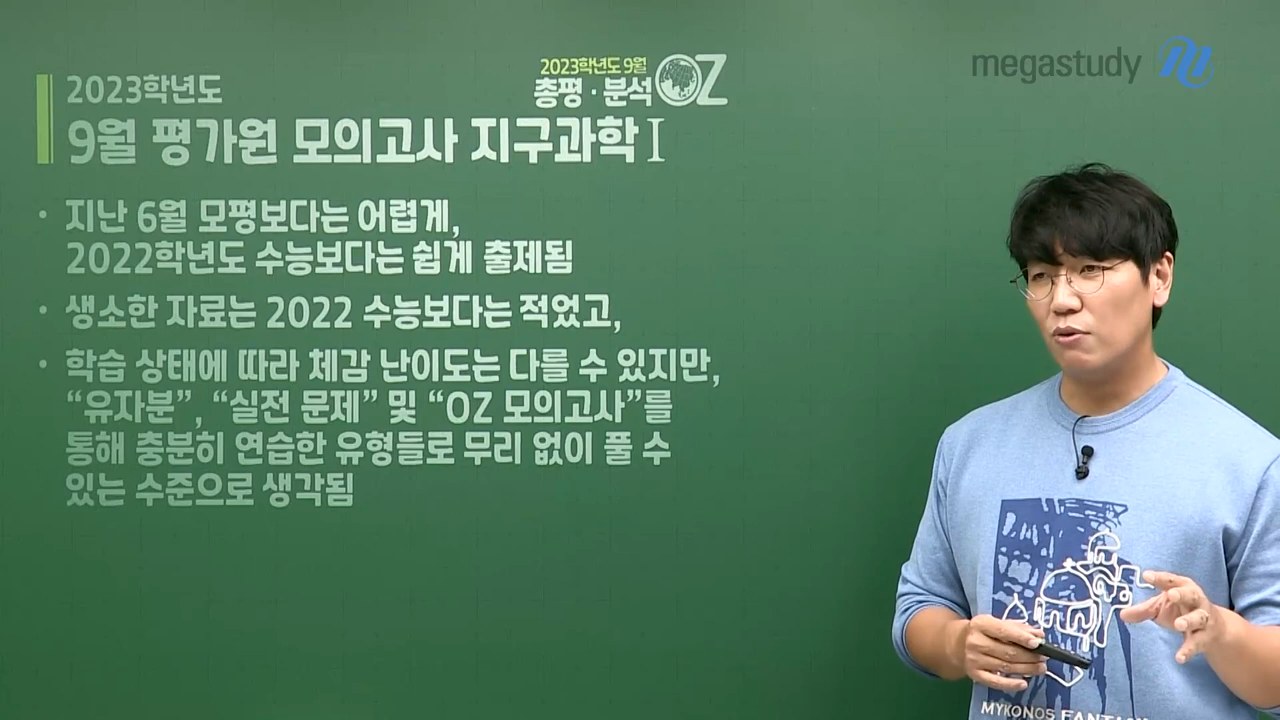 2023학년도
2023학년도 9월
총평·분석 OZ
megastudy
9월 평가원 모의고사 지구과학Ⅰ
• 지난 6월 모평보다는 어렵게,
2022학년도 수능보다는 쉽게 출제됨
• 생소한 자료는 2022 수능보다는 적었고,
• 학습 상태에 따라 체감 난이도는 다를 수 있지만,
“유자분”, “실전 문제” 및 “OZ 모의고사”를
통해 충분히 연습한 유형들로 무리 없이 풀 수
있는 수준으로 생각됨
MYKONOS